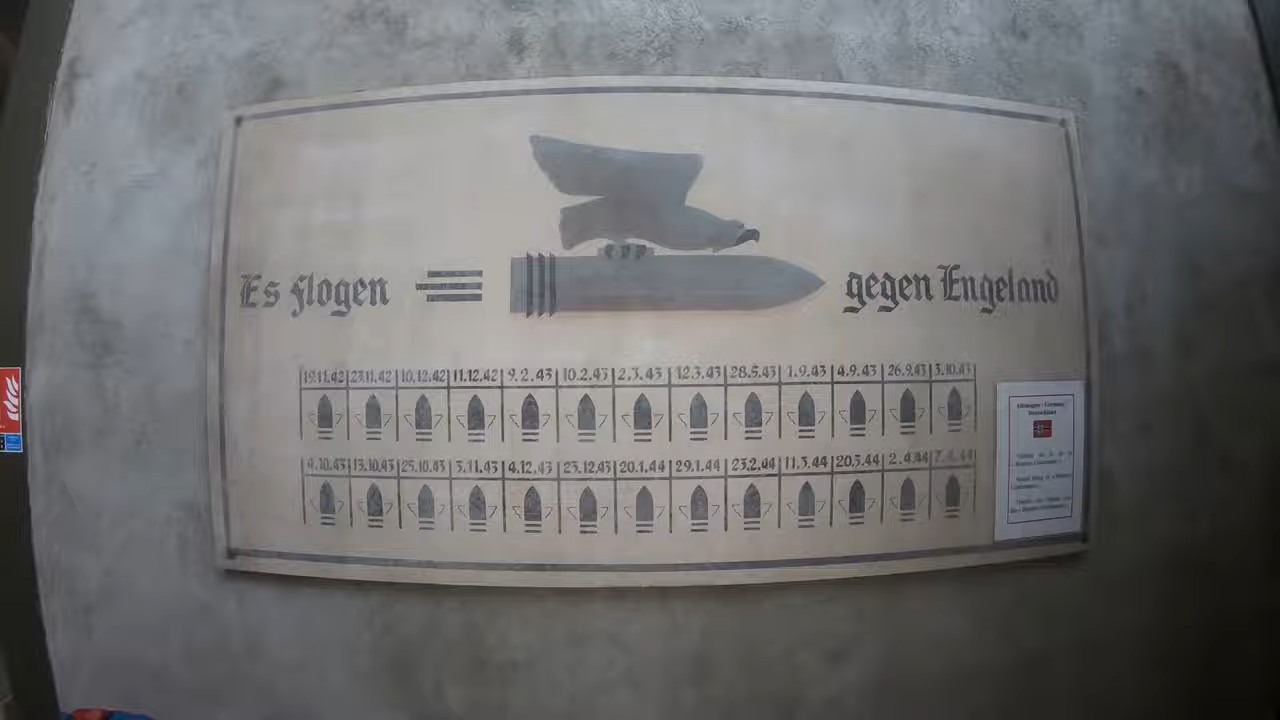 Es flogen gegen Engeland
19.11.42 23.11.42 10.12.42 11.12.42 9.2.43 10.2.43 2.3.43 12.3.43 28.5.43 1.9.43 4.9.43 26.9.43 3.10.43
4.10.43 13.10.43 25.10.43 3.11.43 4.12.43 23.12.43 20.1.44 29.1.44 23.2.44 11.3.44 20.3.44 2.4.44
Allemagne - Germany
Deutschland